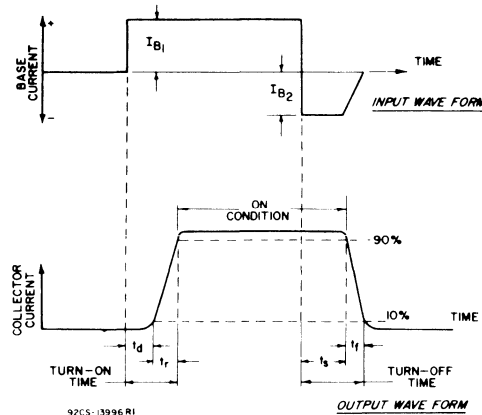 +
BASE
CURRENT
-
I_B1
I_B2
TIME
INPUT WAVE FORM
ON
CONDITION
90%
10%
COLLECTOR
CURRENT
TIME
t_d
t_r
t_s
t_f
TURN-ON
TIME
TURN-OFF
TIME
92CS-13996R1
OUTPUT WAVE FORM